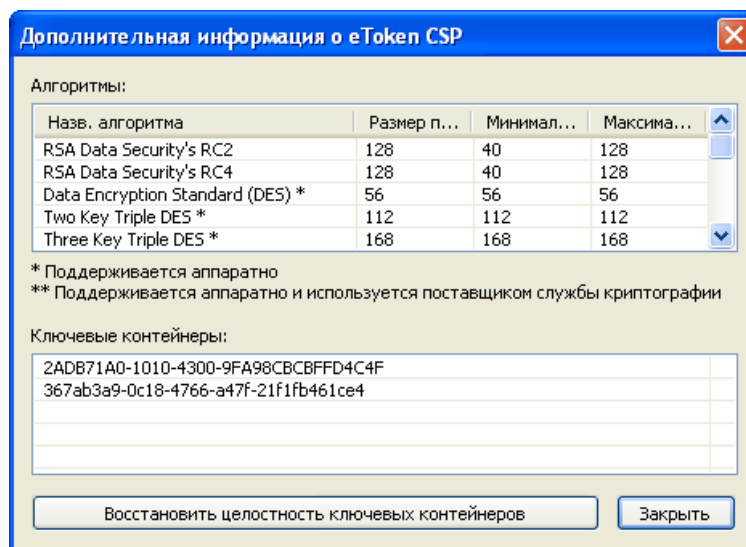 Дополнительная информация о eToken CSP
Алгоритмы:
Назв. алгоритма Размер п... Минимал... Максима...
RSA Data Security's RC2 128 40 128
RSA Data Security's RC4 128 40 128
Data Encryption Standard (DES) * 56 56 56
Two Key Triple DES * 112 112 112
Three Key Triple DES * 168 168 168
* Поддерживается аппаратно
** Поддерживается аппаратно и используется поставщиком службы криптографии
Ключевые контейнеры:
2ADB71A0-1010-4300-9FA98CBCBFFD4C4F
367ab3a9-0c18-4766-a47f-21f1fb461ce4
Восстановить целостность ключевых контейнеров Закрыть